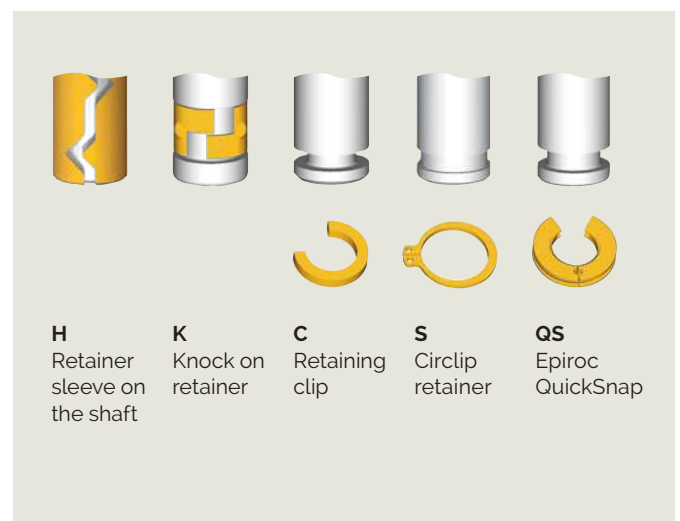 H
Retainer
sleeve on
the shaft
K
Knock on
retainer
C
Retaining
clip
S
Circlip
retainer
QS
Epiroc
QuickSnap